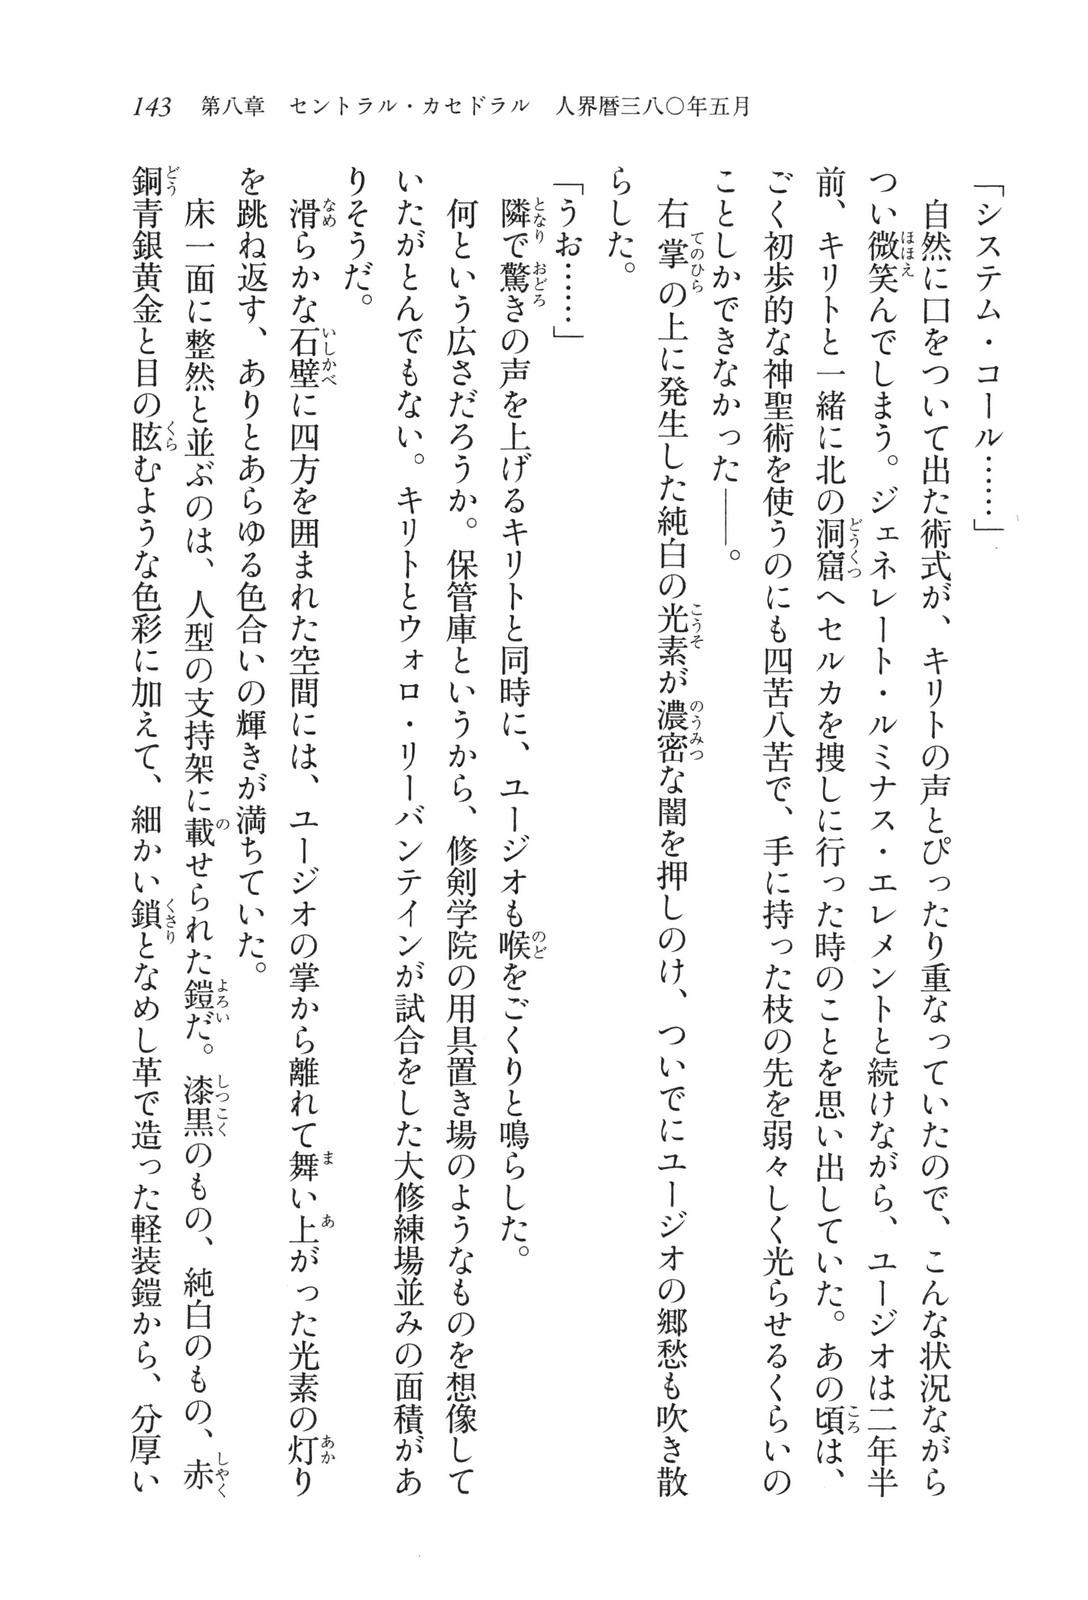 143　第八章　セントラル・カセドラル　人界暦三八〇年五月
「システム・コール……」
　自然に口をついて出た術式が、キリトの声とぴったり重なっていたので、こんな状況ながら
つい微笑んでしまう。ジェネレート・ルミナス・エレメントと続けながら、ユージオは二年半
前、キリトと一緒に北の洞窟へセルカを捜しに行った時のことを思い出していた。あの頃は、
ごく初歩的な神聖術を使うのにも四苦八苦で、手に持った枝の先を弱々しく光らせるくらいの
ことしかできなかった――。
　右掌の上に発生した純白の光素が濃密な闇を押しのけ、ついでにユージオの郷愁も吹き散
らした。
「うお……」
　隣で驚きの声を上げるキリトと同時に、ユージオも喉をごくりと鳴らした。
　何という広さだろうか。保管庫というから、修剣学院の用具置き場のようなものを想像して
いたがとんでもない。キリトとウォロ・リーバンテインが試合をした大修練場並みの面積があ
りそうだ。
　滑らかな石壁に四方を囲まれた空間には、ユージオの掌から離れて舞い上がった光素の灯り
を跳ね返す、ありとあらゆる色合いの輝きが満ちていた。
　床一面に整然と並ぶのは、人型の支持架に載せられた鎧だ。漆黒のもの、純白のもの、赤
銅青銀黄金と目の眩むような色彩に加えて、細かい鎖となめし革で造った軽装鎧から、分厚い